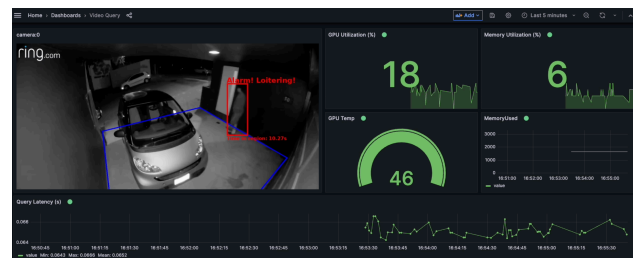 Home › Dashboards › Video Query
Add
Last 5 minutes
camera:0
ring.com
Alarm! Loitering!
GPU Utilization (%)
18
Memory Utilization (%)
6
GPU Temp
46
MemoryUsed
3000
2000
1000
0
16:51:00 16:52:00 16:53:00 16:54:00 16:55:00
value
Query Latency (s)
0.068
0.064
16:50:45 16:51:00 16:51:15 16:51:30 16:51:45 16:52:00 16:52:15 16:52:30 16:52:45 16:53:00 16:53:15 16:53:30 16:53:45 16:54:00 16:54:15 16:54:30 16:54:45 16:55:00 16:55:15 16:55:30
value Min: 0.0643 Max: 0.0666 Mean: 0.0652